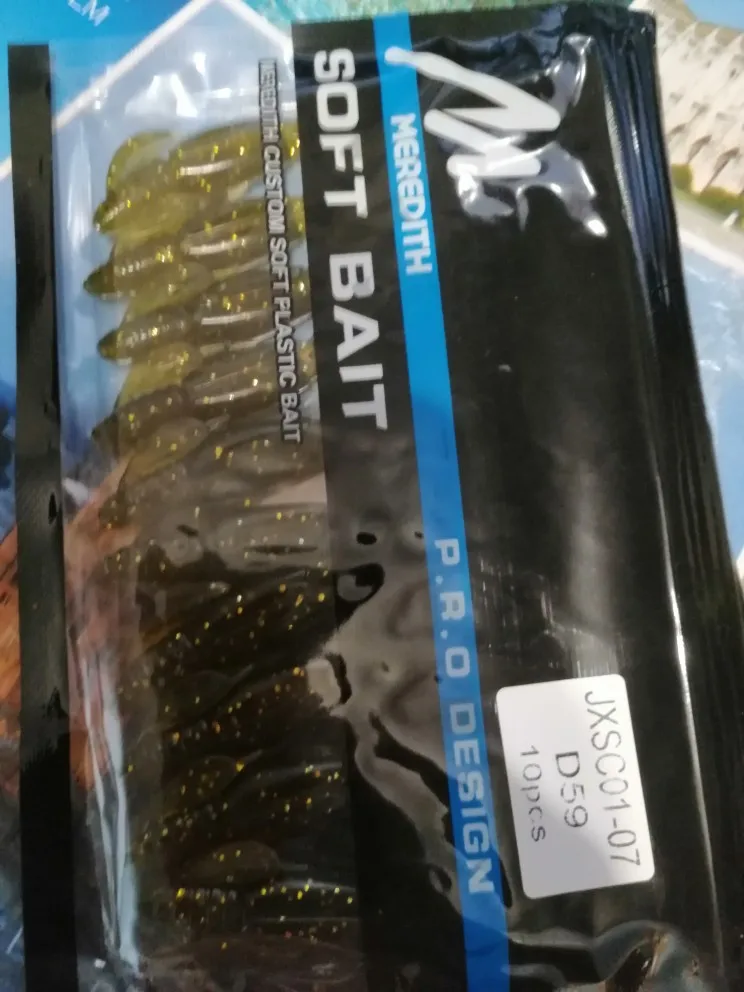 MEREDITH
P.R.O DESIGN
SOFT BAIT
MEREDITH CUSTOM SOFT PLASTIC BAIT
JXSC01-07
D59
10pcs